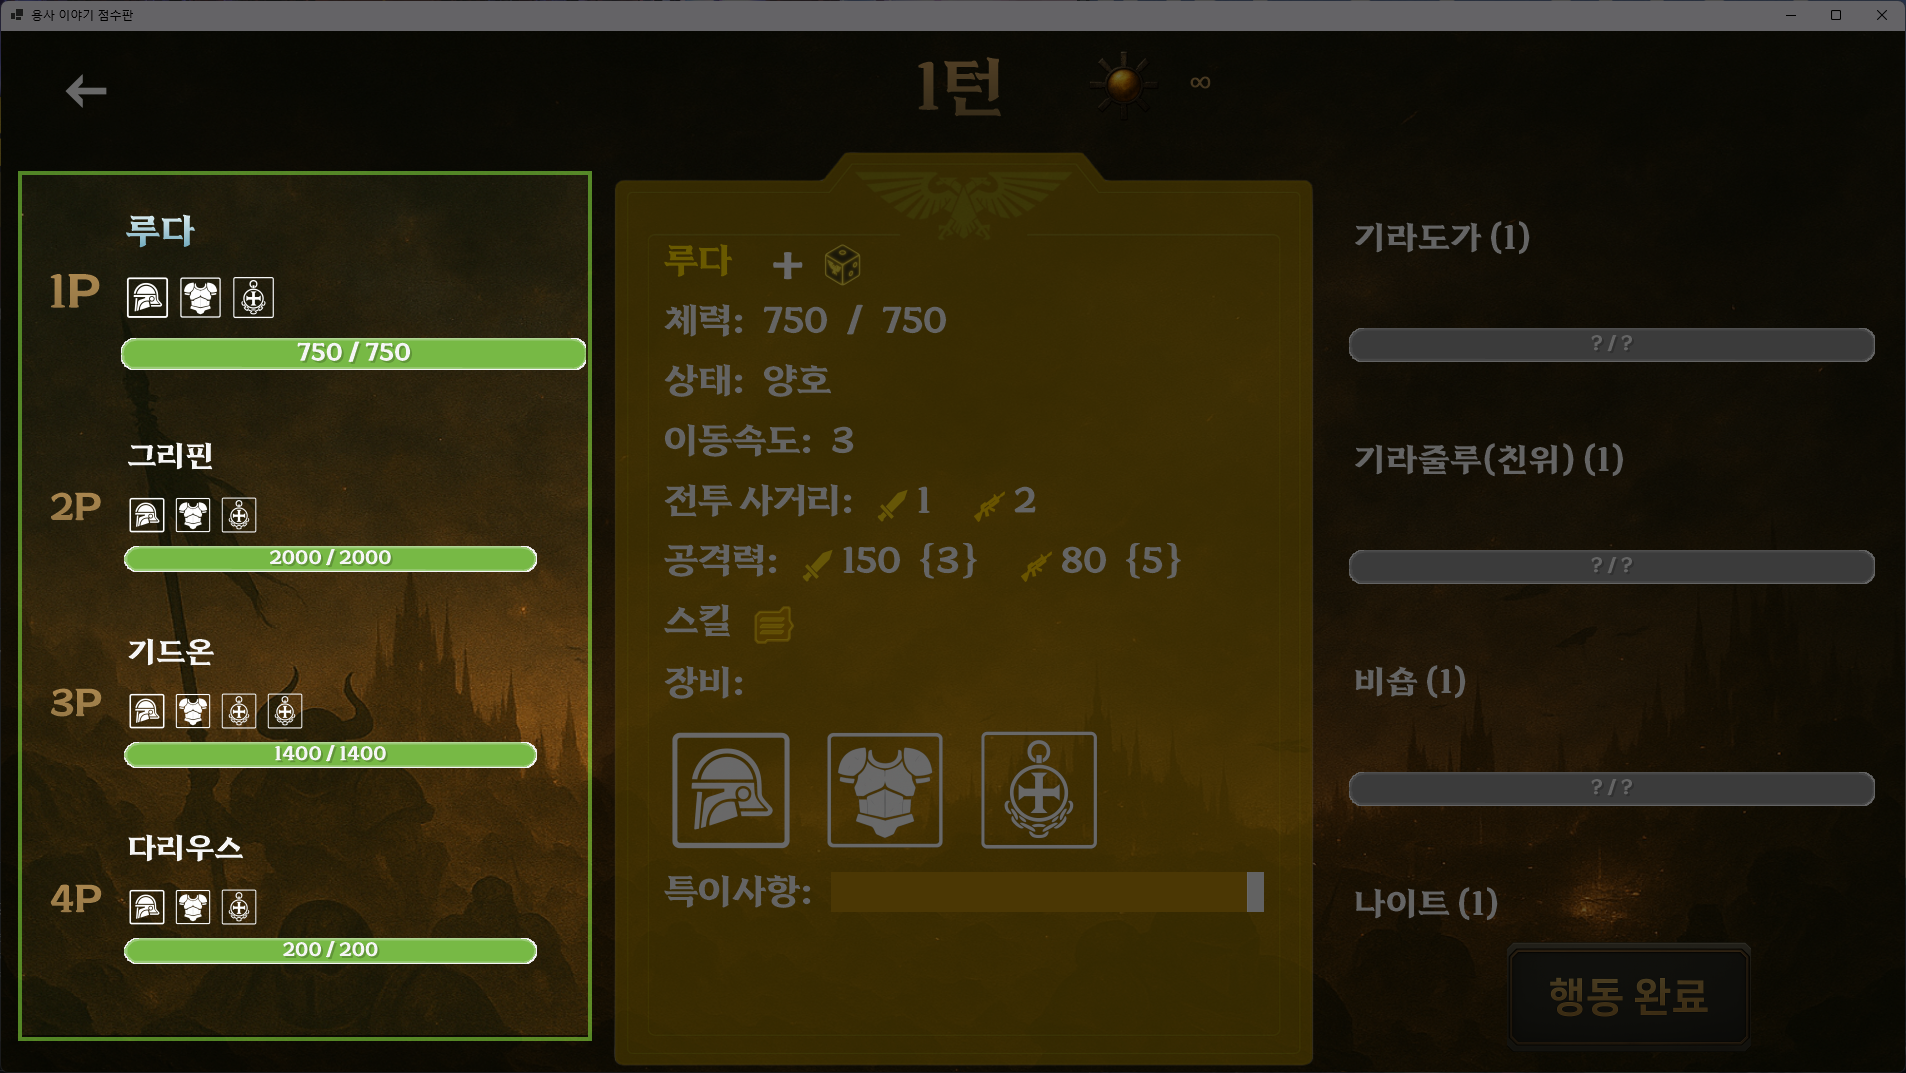 용사 이야기 점수판
1턴
∞
루다
1P
750 / 750
그리핀
2P
2000 / 2000
기드온
3P
1400 / 1400
다리우스
4P
200 / 200
루다
체력: 750 / 750
상태: 양호
이동속도: 3
전투 사거리: 1 2
공격력: 150 {3} 80 {5}
스킬
장비:
특이사항:
기라도가 (1)
? / ?
기라줄루(친위) (1)
? / ?
비숍 (1)
? / ?
나이트 (1)
행동 완료